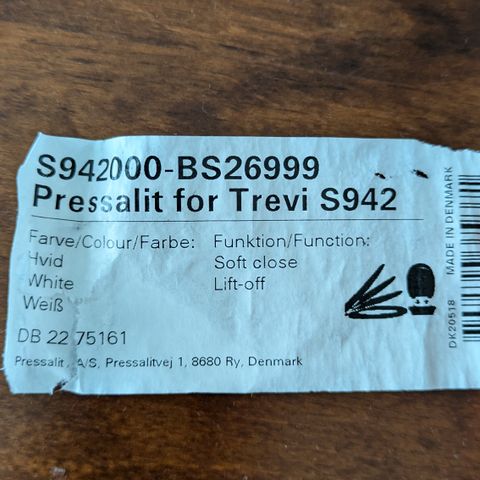 S942000-BS26999
Pressalit for Trevi S942
Farve/Colour/Farbe:
Hvid
White
Weiß
Funktion/Function:
Soft close
Lift-off
DB 22 75161
Pressalit A/S, Pressalitvej 1, 8680 Ry, Denmark
MADE IN DENMARK
DK20518